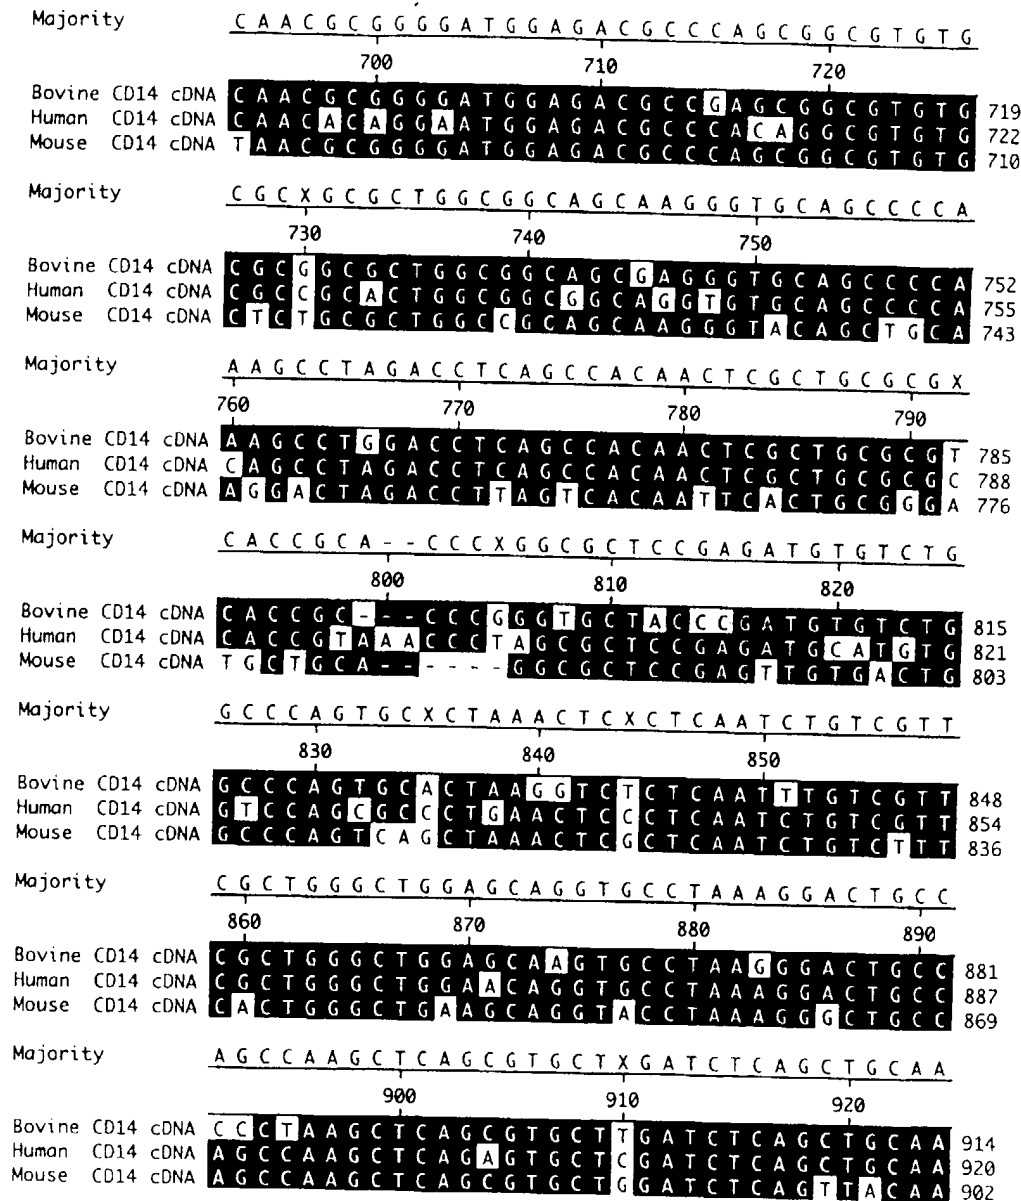 Majority C A A C G C G G G G A T G G A G A C G C C C A G C G G C G T G T G
700 710 720
Bovine CD14 cDNA C A A C G C G G G G A T G G A G A C G C C G A G C G G C G T G T G 719
Human CD14 cDNA C A A C A C A G G A A T G G A G A C G C C C A C A G G C G T G T G 722
Mouse CD14 cDNA T A A C G C G G G G A T G G A G A C G C C C A G C G G C G T G T G 710
Majority C G C X G C G C T G G C G G C A G C A A G G G T G C A G C C C C A
730 740 750
Bovine CD14 cDNA C G C G G C G C T G G C G G C A G C G A G G G T G C A G C C C C A 752
Human CD14 cDNA C G C C G C A C T G G C G G C G G C A G G T G T G C A G C C C C A 755
Mouse CD14 cDNA C T C T G C G C T G G C C G C A G C A A G G G T A C A G C T G C A 743
Majority A A G C C T A G A C C T C A G C C A C A A C T C G C T G C G C G X
760 770 780 790
Bovine CD14 cDNA A A G C C T G G A C C T C A G C C A C A A C T C G C T G C G C G T 785
Human CD14 cDNA C A G C C T A G A C C T C A G C C A C A A C T C G C T G C G C G C 788
Mouse CD14 cDNA A G G A C T A G A C C T T A G T C A C A A T T C A C T G C G G G A 776
Majority C A C C G C A - - C C C X G G C G C T C C G A G A T G T G T C T G
800 810 820
Bovine CD14 cDNA C A C C G C - - - C C C G G G T G C T A C C C G A T G T G T C T G 815
Human CD14 cDNA C A C C G T A A A C C C T A G C G C T C C G A G A T G C A T G T G 821
Mouse CD14 cDNA T G C T G C A - - - - - - G G C G C T C C G A G T T G T G A C T G 803
Majority G C C C A G T G C X C T A A A C T C X C T C A A T C T G T C G T T
830 840 850
Bovine CD14 cDNA G C C C A G T G C A C T A A G G T C T C T C A A T T T G T C G T T 848
Human CD14 cDNA G T C C A G C G C C C T G A A C T C C C T C A A T C T G T C G T T 854
Mouse CD14 cDNA G C C C A G T C A G C T A A A C T C G C T C A A T C T G T C T T T 836
Majority C G C T G G G C T G G A G C A G G T G C C T A A A G G A C T G C C
860 870 880 890
Bovine CD14 cDNA C G C T G G G C T G G A G C A A G T G C C T A A G G G A C T G C C 881
Human CD14 cDNA C G C T G G G C T G G A A C A G G T G C C T A A A G G A C T G C C 887
Mouse CD14 cDNA C A C T G G G C T G A A G C A G G T A C C T A A A G G G C T G C C 869
Majority A G C C A A G C T C A G C G T G C T X G A T C T C A G C T G C A A
900 910 920
Bovine CD14 cDNA C C C T A A G C T C A G C G T G C T T G A T C T C A G C T G C A A 914
Human CD14 cDNA A G C C A A G C T C A G A G T G C T C G A T C T C A G C T G C A A 920
Mouse CD14 cDNA A G C C A A G C T C A G C G T G C T G G A T C T C A G T T A C A A 902